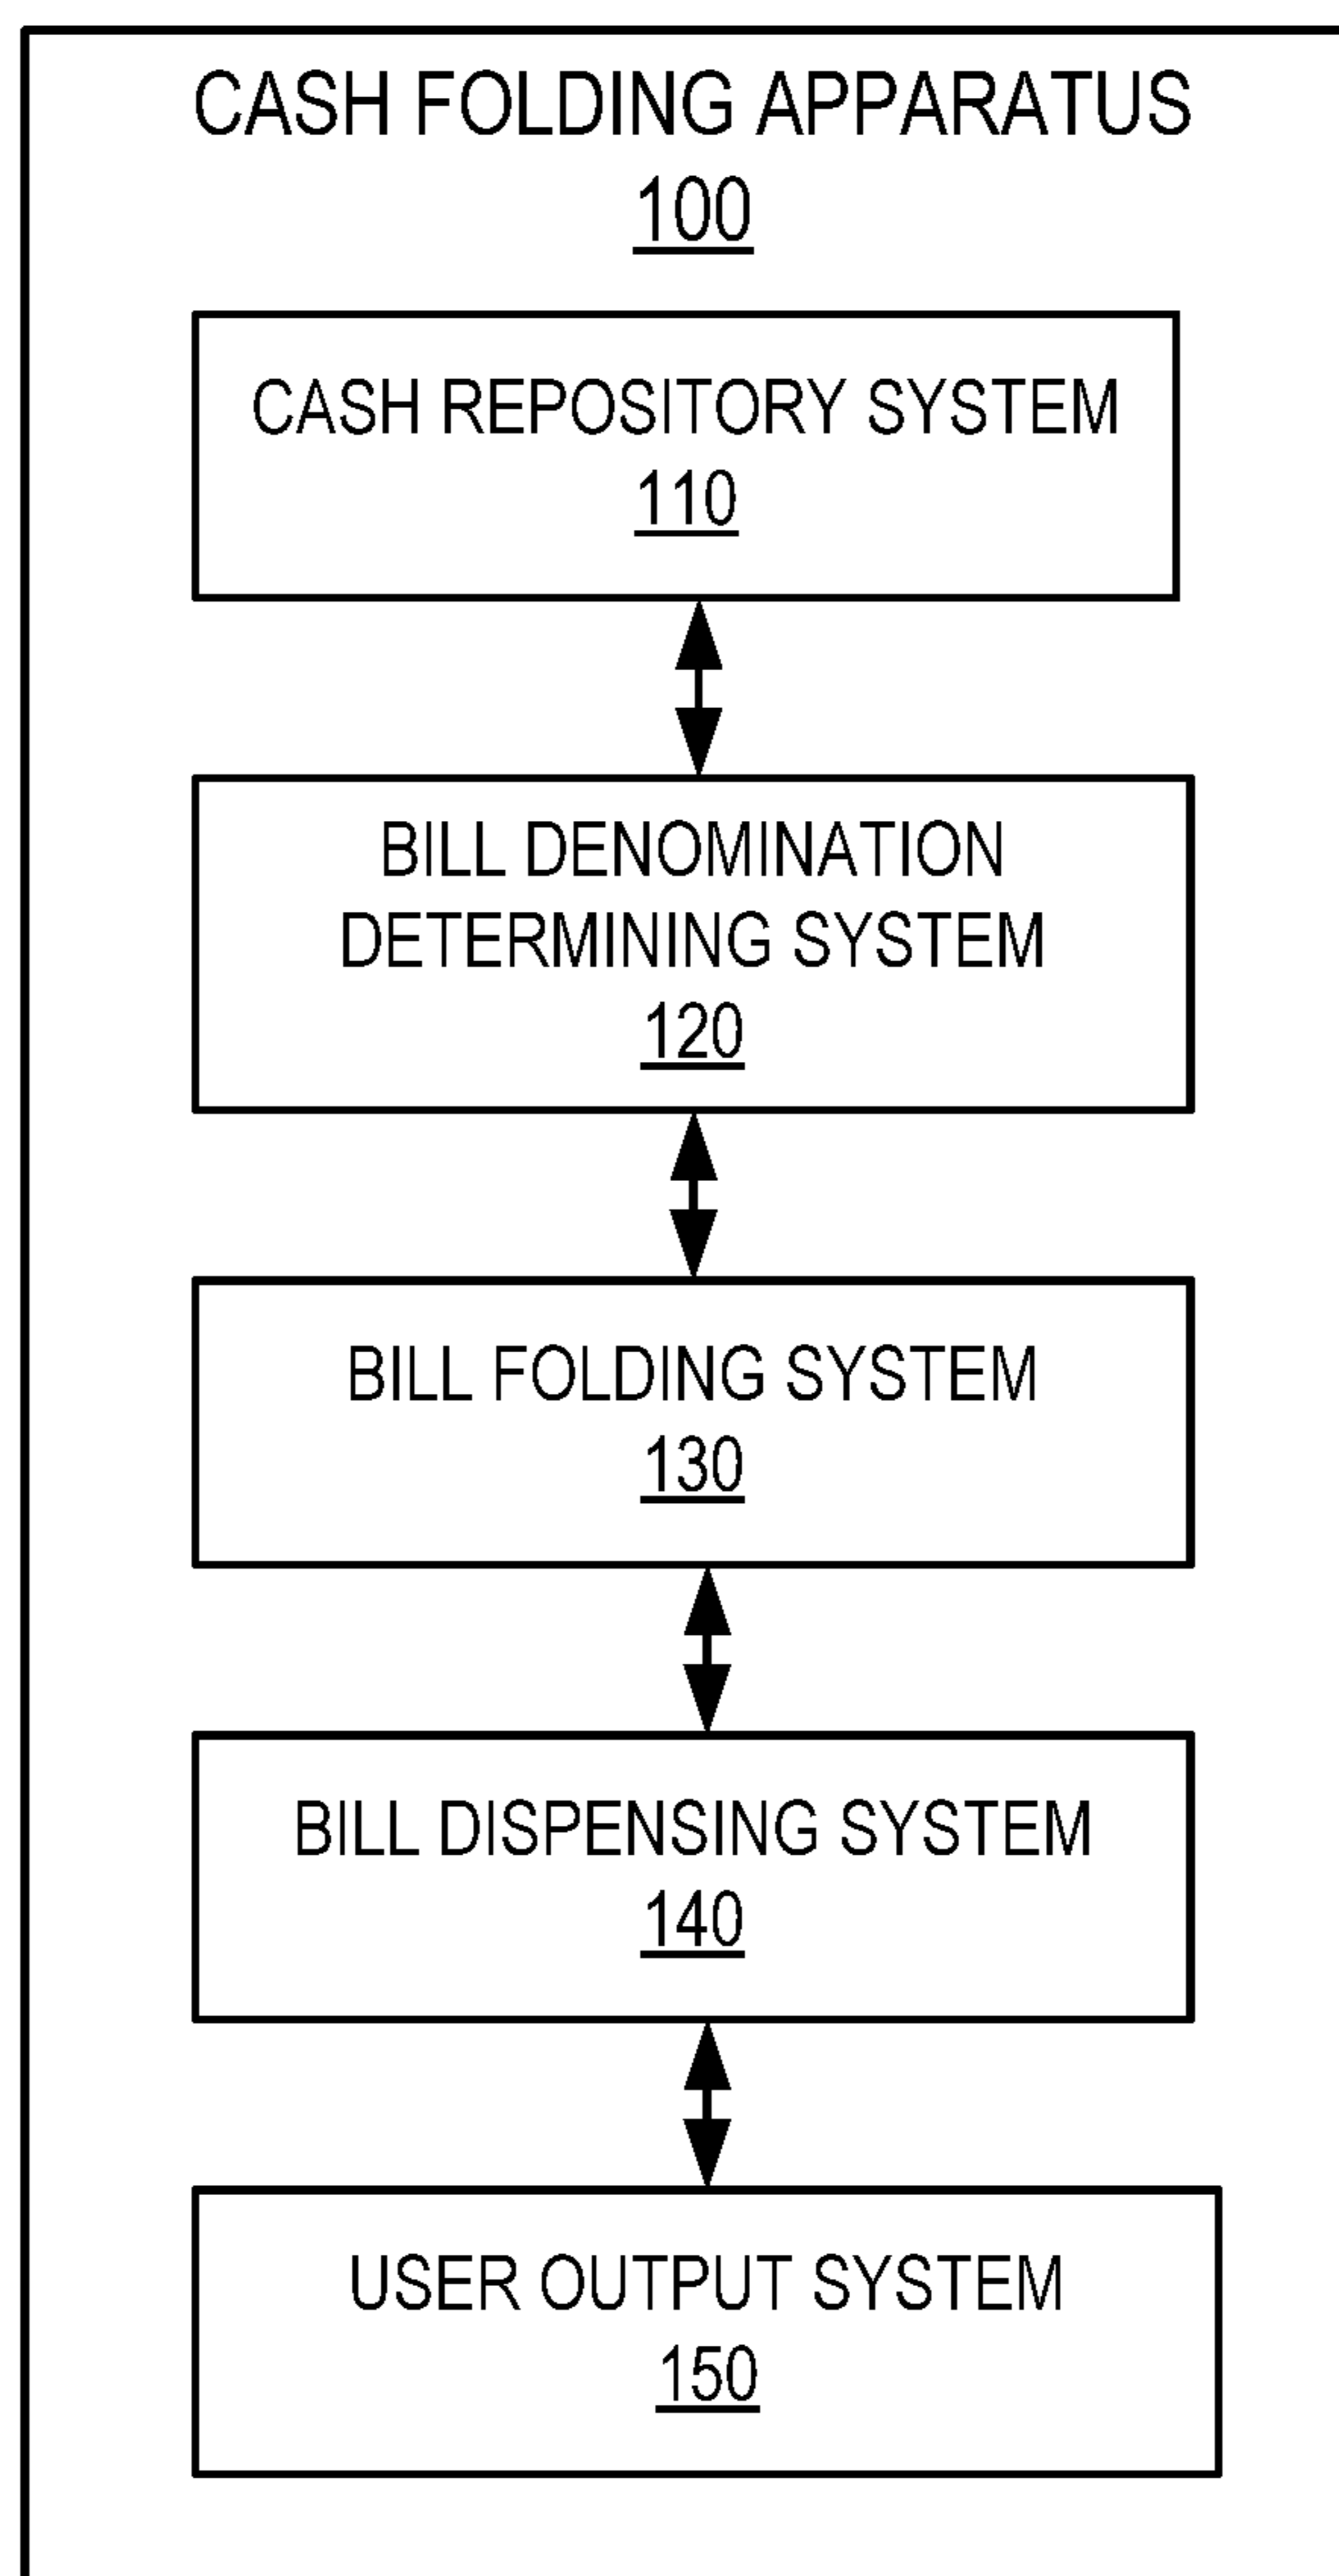 CASH FOLDING APPARATUS
100
CASH REPOSITORY SYSTEM
110
BILL DENOMINATION
DETERMINING SYSTEM
120
BILL FOLDING SYSTEM
130
BILL DISPENSING SYSTEM
140
USER OUTPUT SYSTEM
150